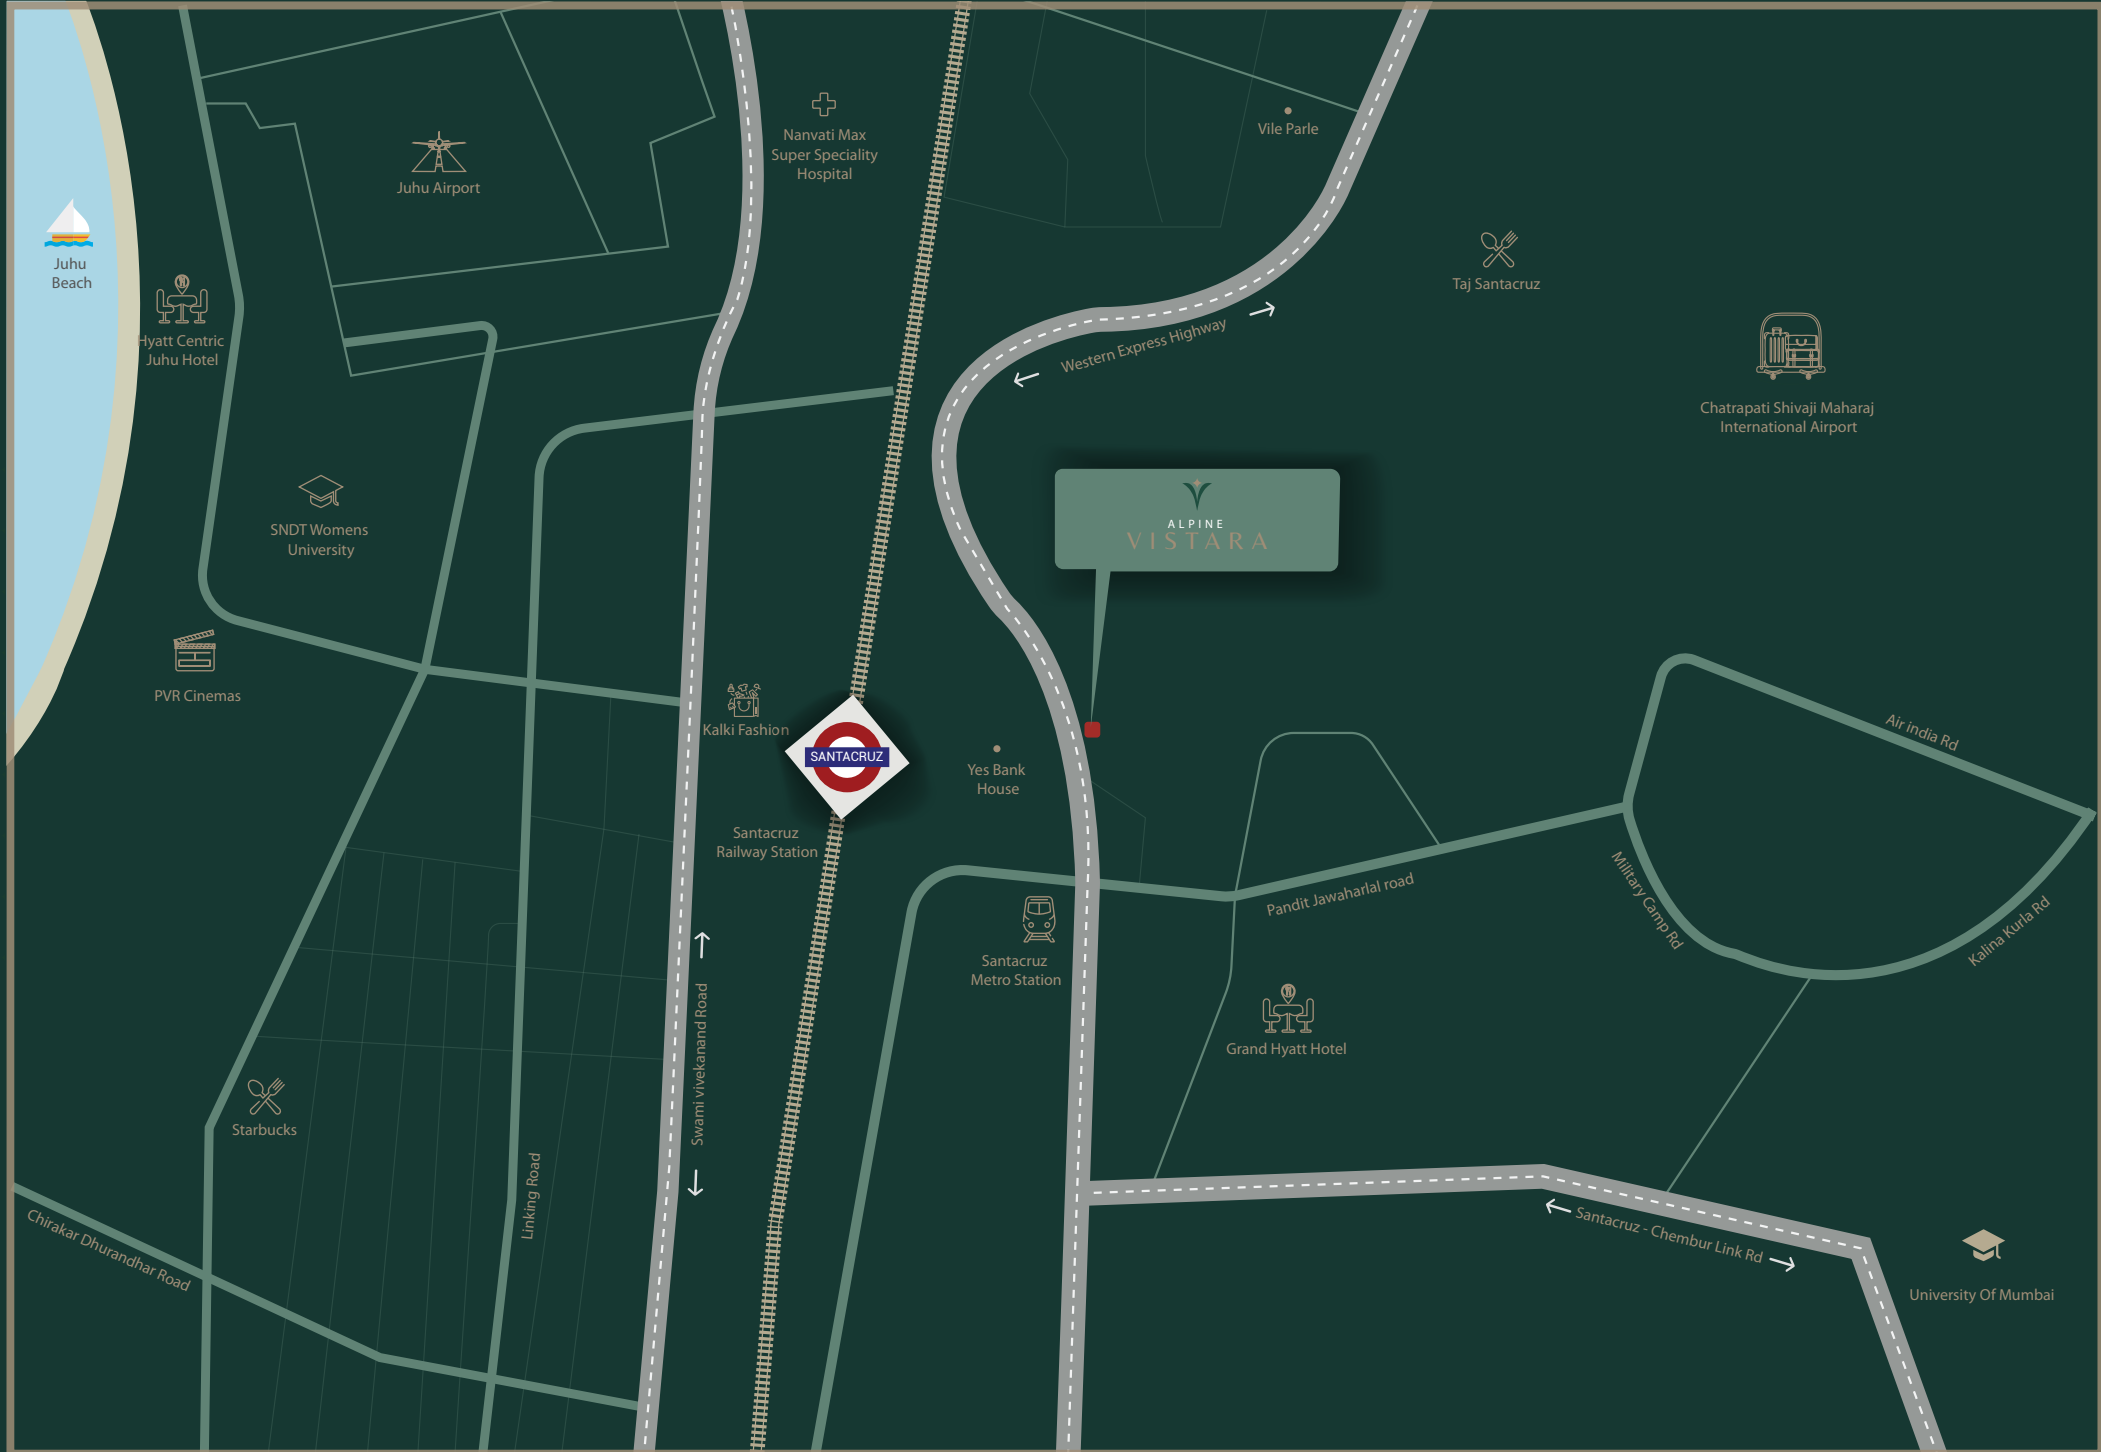 Nanvati Max
Super Speciality
Hospital
Vile Parle
Juhu Airport
Juhu
Beach
Taj Santacruz
Hyatt Centric
Juhu Hotel
Western Express Highway
Chatrapati Shivaji Maharaj
International Airport
SNDT Womens
University
ALPINE
VISTARA
PVR Cinemas
Kalki Fashion
SANTACRUZ
Yes Bank
House
Air india Rd
Santacruz
Railway Station
Pandit Jawaharlal road
Military Camp Rd
Kalina Kurla Rd
Santacruz
Metro Station
Swami vivekanand Road
Grand Hyatt Hotel
Starbucks
Linking Road
Chirakar Dhurandhar Road
Santacruz - Chembur Link Rd
University Of Mumbai